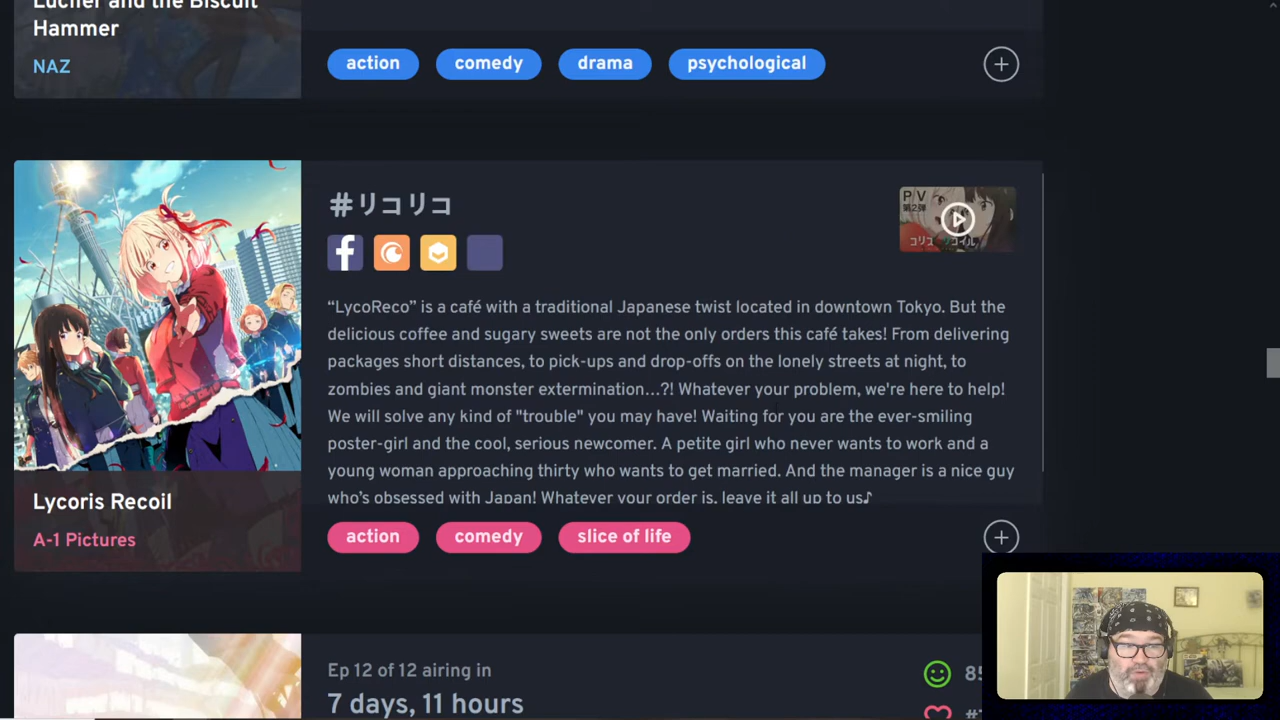 Lucifer and the Biscuit
Hammer
NAZ
action
comedy
drama
psychological
#リコリコ
PV
第2弾
“LycoReco” is a café with a traditional Japanese twist located in downtown Tokyo. But the
delicious coffee and sugary sweets are not the only orders this café takes! From delivering
packages short distances, to pick-ups and drop-offs on the lonely streets at night, to
zombies and giant monster extermination…?! Whatever your problem, we're here to help!
We will solve any kind of "trouble" you may have! Waiting for you are the ever-smiling
poster-girl and the cool, serious newcomer. A petite girl who never wants to work and a
young woman approaching thirty who wants to get married. And the manager is a nice guy
who’s obsessed with Japan! Whatever your order is, leave it all up to us♪
Lycoris Recoil
A-1 Pictures
action
comedy
slice of life
Ep 12 of 12 airing in
7 days, 11 hours